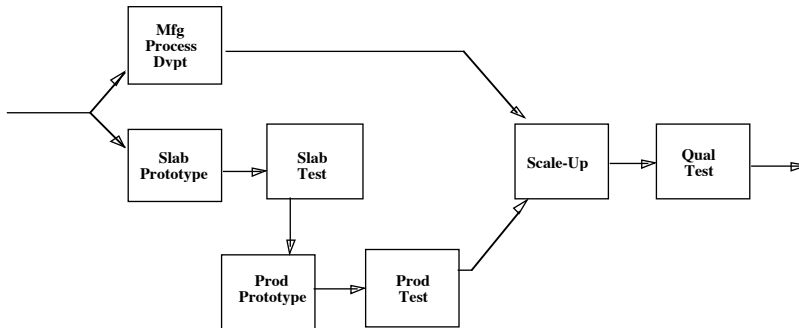 Mfg
Process
Dvpt
Slab
Prototype
Slab
Test
Scale-Up
Qual
Test
Prod
Prototype
Prod
Test